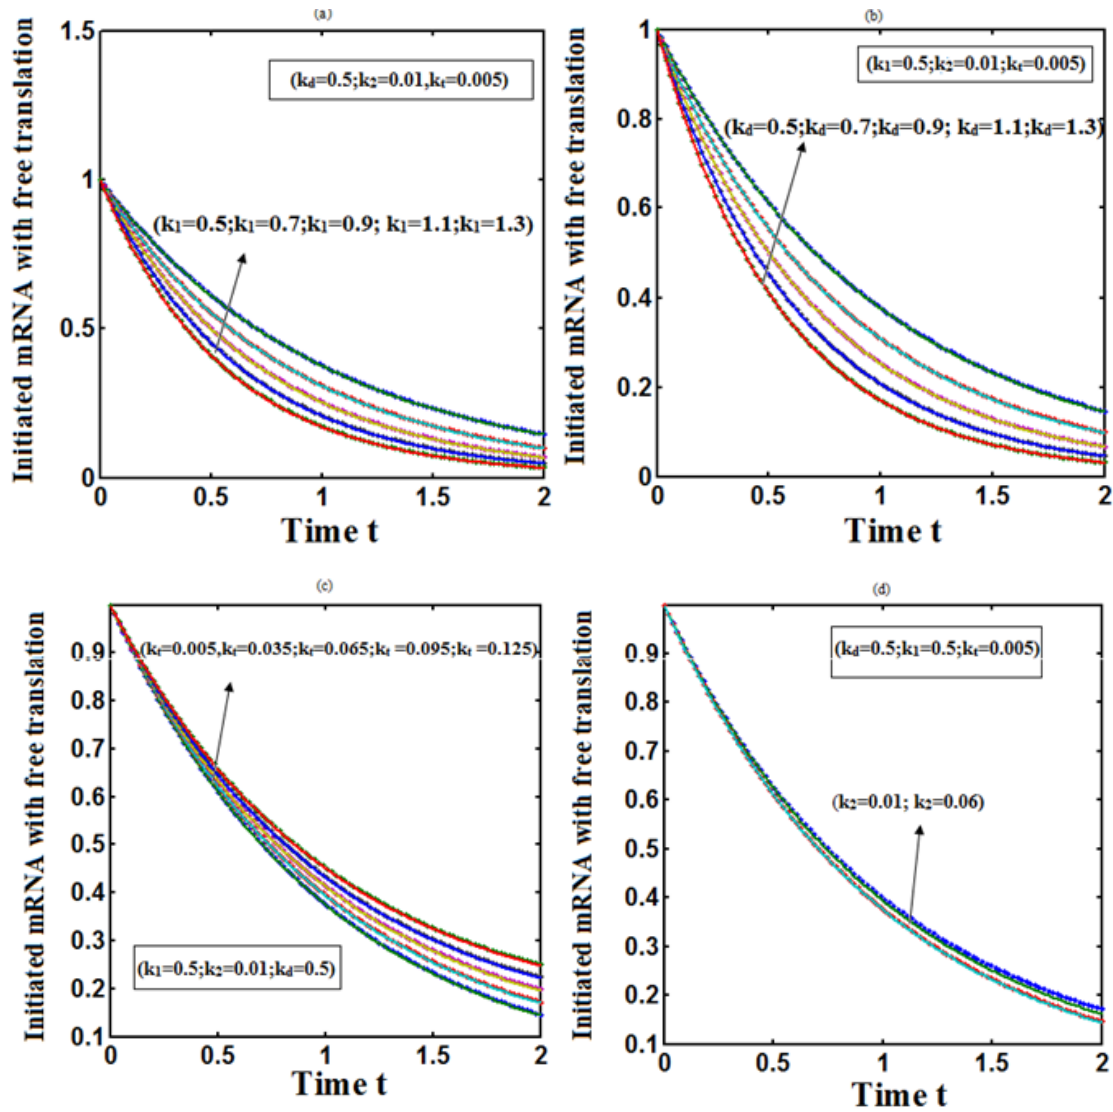 (a)
Initiated mRNA with free translation
1.5
1
0.5
0
(kd=0.5;k2=0.01,kt=0.005)
(k1=0.5;k1=0.7;k1=0.9; k1=1.1;k1=1.3)
0 0.5 1 1.5 2
Time t
(b)
Initiated mRNA with free translation
1
0.8
0.6
0.4
0.2
0
(k1=0.5;k2=0.01;kt=0.005)
(kd=0.5;kd=0.7;kd=0.9; kd=1.1;kd=1.3)
0 0.5 1 1.5 2
Time t
(c)
Initiated mRNA with free translation
0.9
0.8
0.7
0.6
0.5
0.4
0.3
0.2
0.1
(kt=0.005,kt=0.035;kt=0.065;kt =0.095;kt =0.125)
(k1=0.5;k2=0.01;kd=0.5)
0 0.5 1 1.5 2
Time t
(d)
Initiated mRNA with free translation
0.9
0.8
0.7
0.6
0.5
0.4
0.3
0.2
0.1
(kd=0.5;k1=0.5;kt=0.005)
(k2=0.01; k2=0.06)
0 0.5 1 1.5 2
Time t